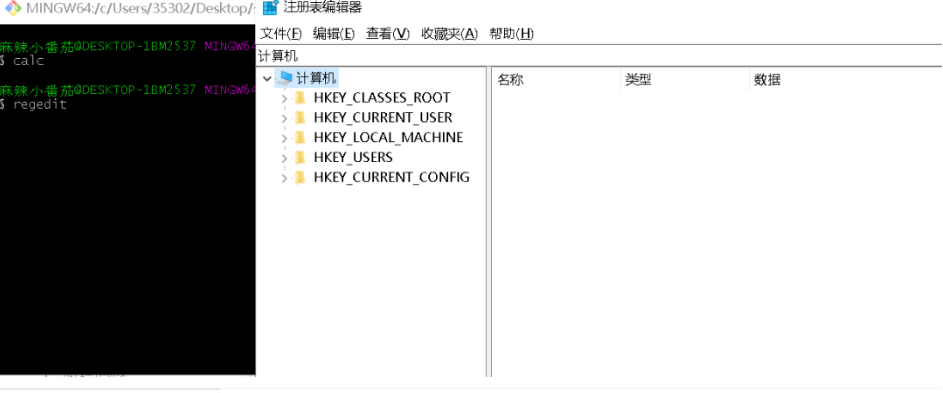 MINGW64:/c/Users/35302/Desktop/
麻辣小番茄@DESKTOP-1BM2537 MINGW64
$ calc
麻辣小番茄@DESKTOP-1BM2537 MINGW64
$ regedit
注册表编辑器
文件(F) 编辑(E) 查看(V) 收藏夹(A) 帮助(H)
计算机
计算机
HKEY_CLASSES_ROOT
HKEY_CURRENT_USER
HKEY_LOCAL_MACHINE
HKEY_USERS
HKEY_CURRENT_CONFIG
名称 类型 数据